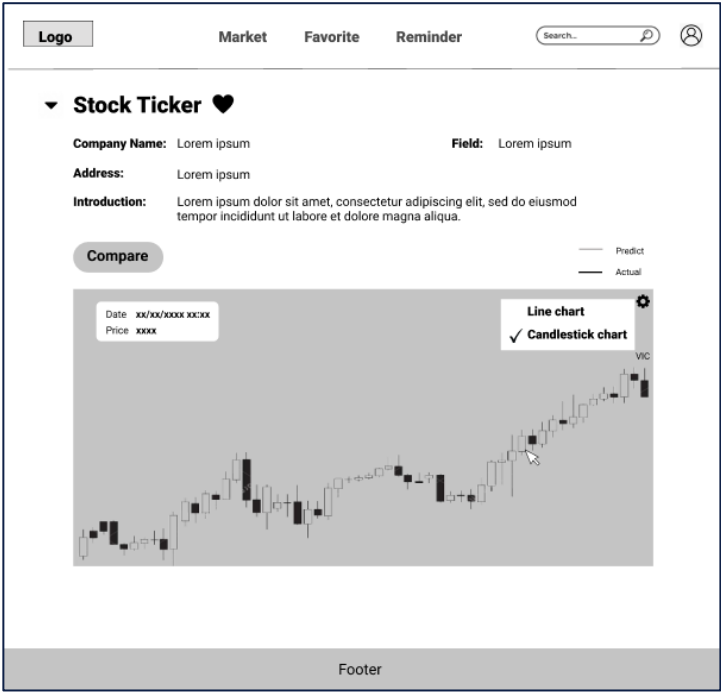 Logo
Market Favorite Reminder Search...
Stock Ticker
Company Name: Lorem ipsum Field: Lorem ipsum
Address: Lorem ipsum
Introduction: Lorem ipsum dolor sit amet, consectetur adipiscing elit, sed do eiusmod
tempor incididunt ut labore et dolore magna aliqua.
Compare
Predict
Actual
Date xx/xx/xxxx xx:xx
Price xxxx
Line chart
✓ Candlestick chart
VIC
Footer